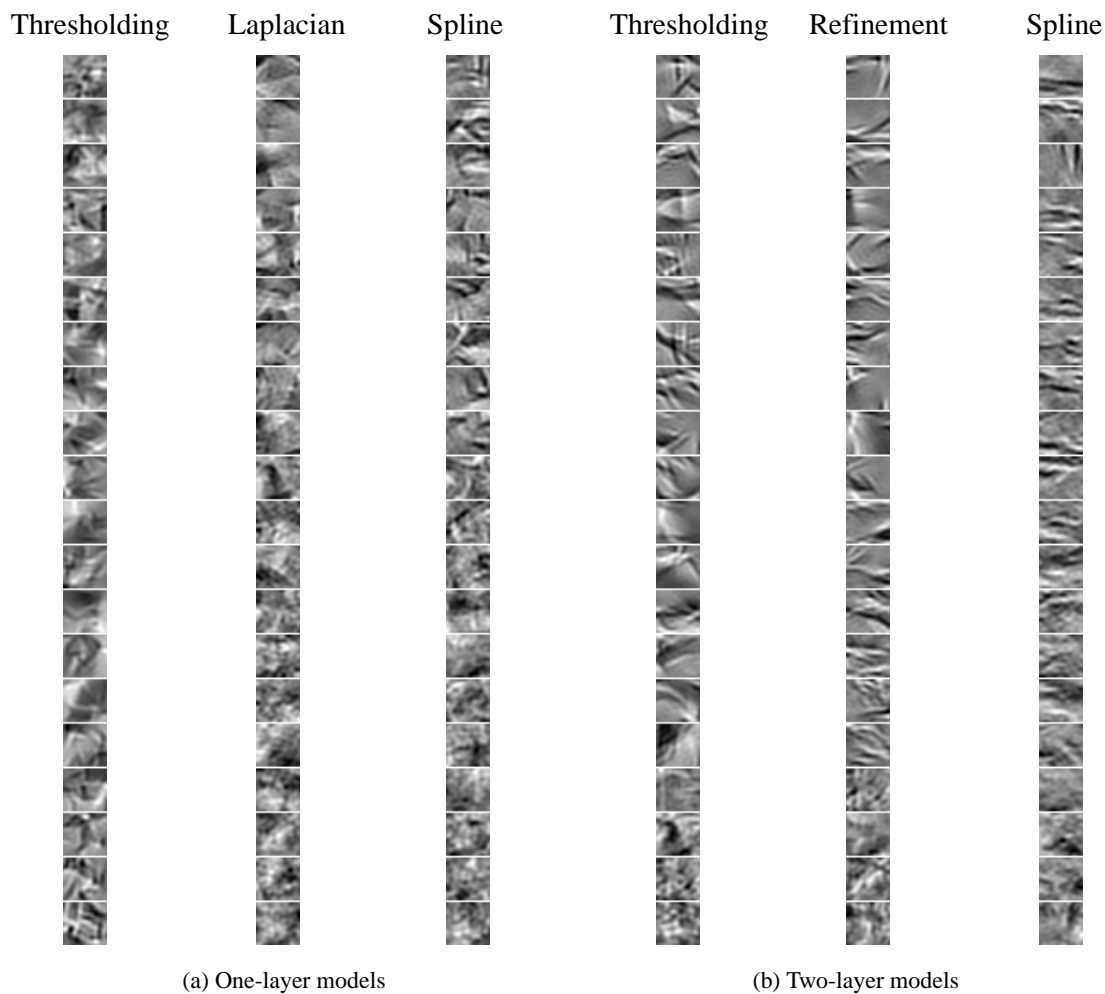 Thresholding Laplacian Spline Thresholding Refinement Spline
(a) One-layer models (b) Two-layer models